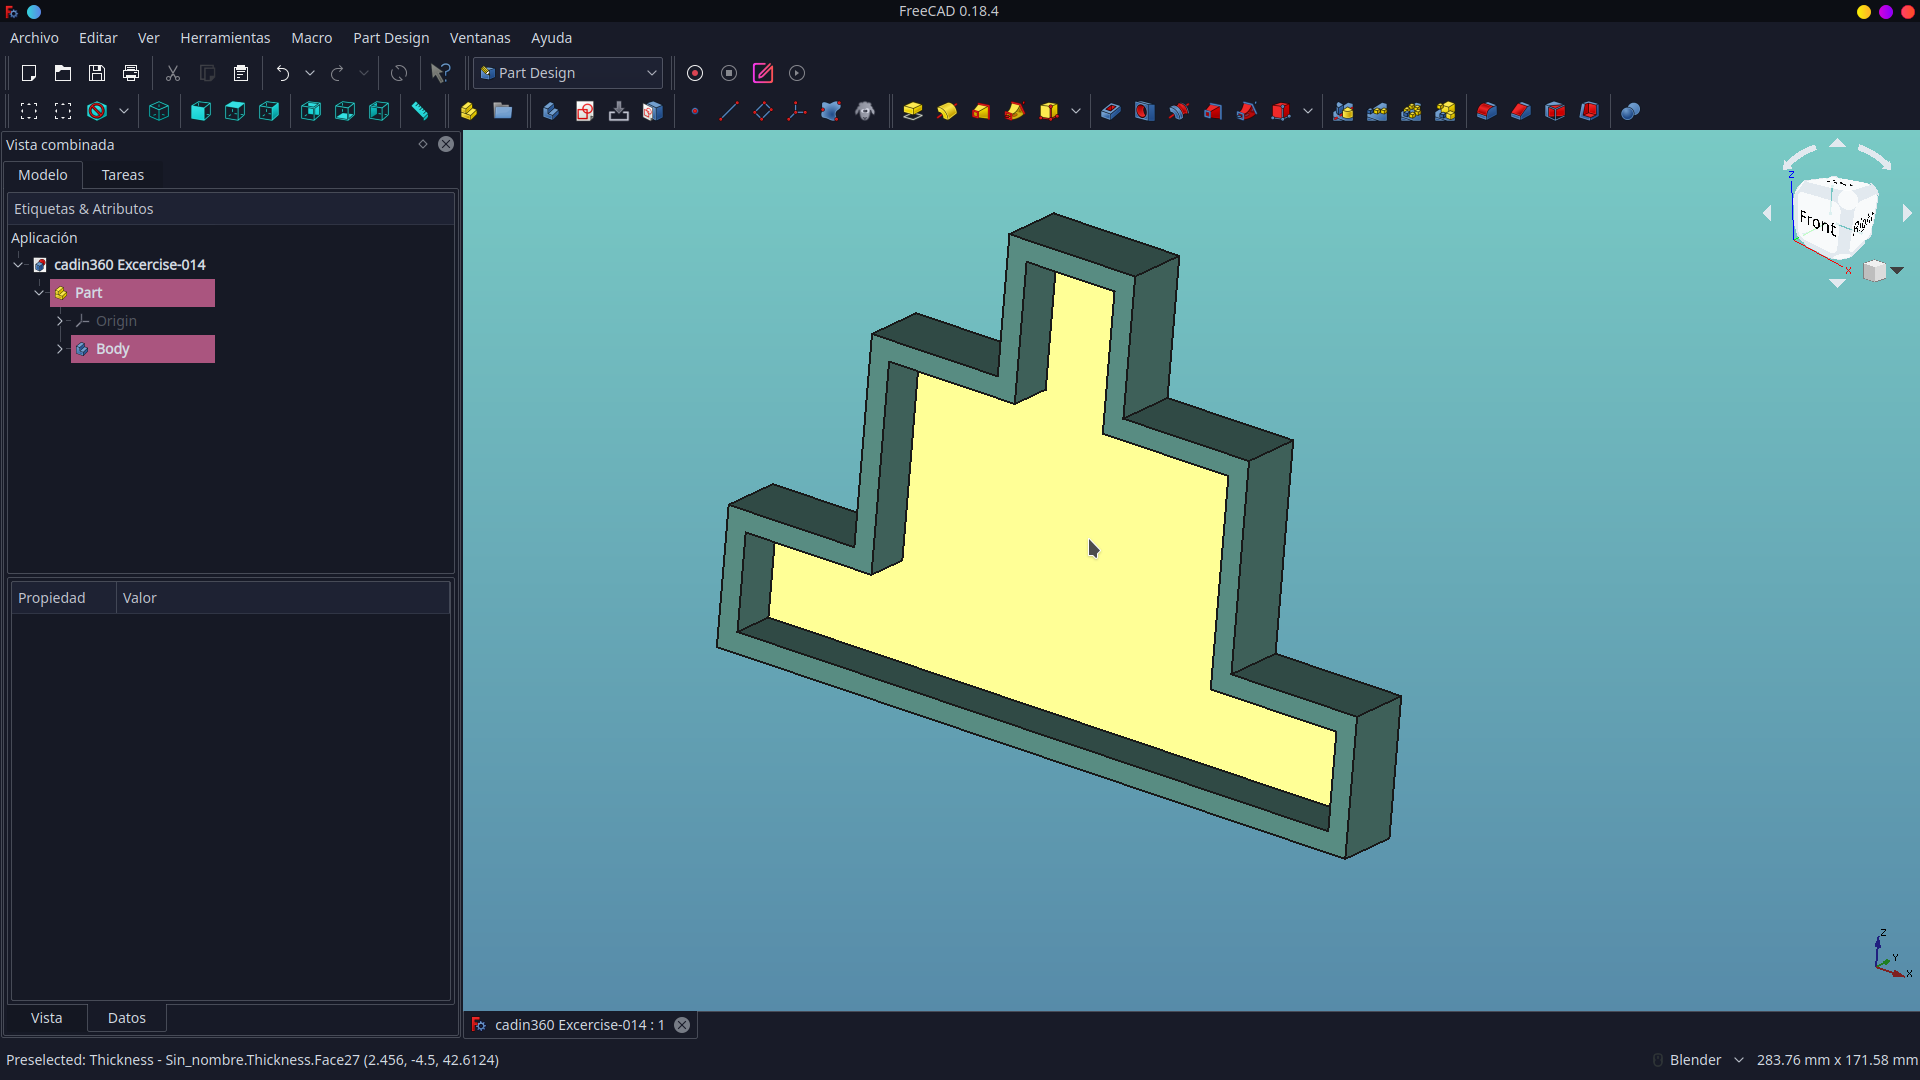 FreeCAD 0.18.4
Archivo Editar Ver Herramientas Macro Part Design Ventanas Ayuda
Part Design
Vista combinada
Modelo Tareas
Etiquetas & Atributos
Aplicación
cadin360 Excercise-014
Part
Origin
Body
Propiedad Valor
Vista Datos
Z
Front
Right
X
Z
Y
X
cadin360 Excercise-014 : 1
Preselected: Thickness - Sin_nombre.Thickness.Face27 (2.456, -4.5, 42.6124)
Blender 283.76 mm x 171.58 mm